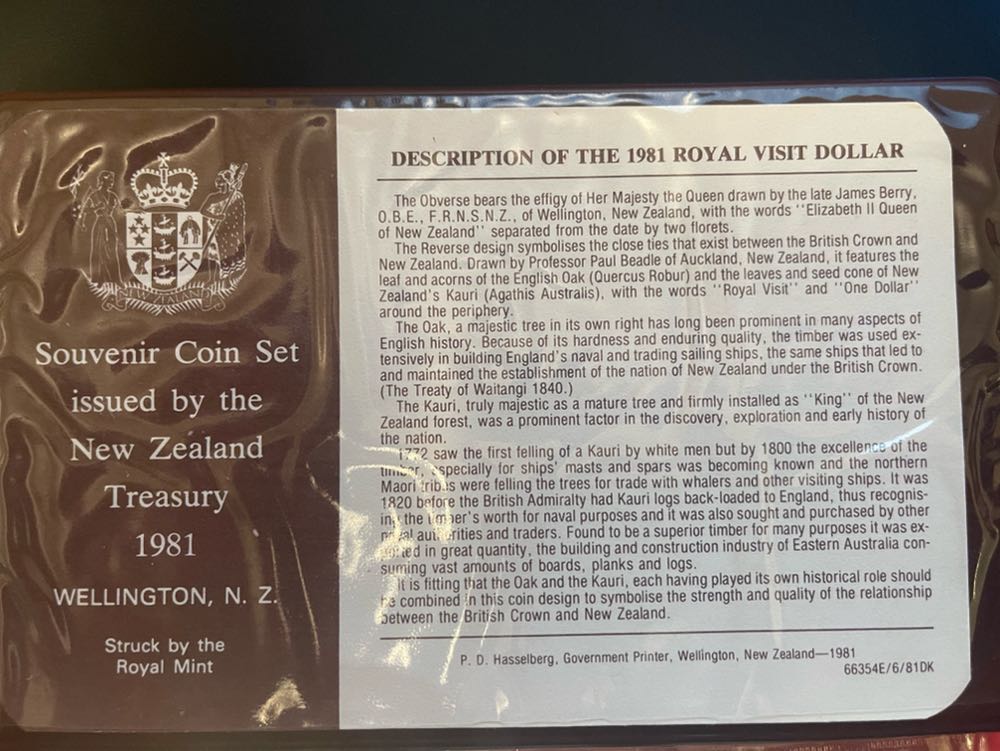 Souvenir Coin Set
issued by the
New Zealand
Treasury
1981
WELLINGTON, N. Z.
Struck by the
Royal Mint
DESCRIPTION OF THE 1981 ROYAL VISIT DOLLAR
The Obverse bears the effigy of Her Majesty the Queen drawn by the late James Berry,
O.B.E., F.R.N.S.N.Z., of Wellington, New Zealand, with the words ''Elizabeth II Queen
of New Zealand'' separated from the date by two florets.
The Reverse design symbolises the close ties that exist between the British Crown and
New Zealand. Drawn by Professor Paul Beadle of Auckland, New Zealand, it features the
leaf and acorns of the English Oak (Quercus Robur) and the leaves and seed cone of New
Zealand's Kauri (Agathis Australis), with the words ''Royal Visit'' and ''One Dollar''
around the periphery.
The Oak, a majestic tree in its own right has long been prominent in many aspects of
English history. Because of its hardness and enduring quality, the timber was used ex-
tensively in building England's naval and trading sailing ships, the same ships that led to
and maintained the establishment of the nation of New Zealand under the British Crown.
(The Treaty of Waitangi 1840.)
The Kauri, truly majestic as a mature tree and firmly installed as ''King'' of the New
Zealand forest, was a prominent factor in the discovery, exploration and early history of
the nation.
1772 saw the first felling of a Kauri by white men but by 1800 the excellence of the
timber, especially for ships' masts and spars was becoming known and the northern
Maori tribes were felling the trees for trade with whalers and other visiting ships. It was
1820 before the British Admiralty had Kauri logs back-loaded to England, thus recognis-
ing the timber's worth for naval purposes and it was also sought and purchased by other
naval authorities and traders. Found to be a superior timber for many purposes it was ex-
ported in great quantity, the building and construction industry of Eastern Australia con-
suming vast amounts of boards, planks and logs.
It is fitting that the Oak and the Kauri, each having played its own historical role should
be combined in this coin design to symbolise the strength and quality of the relationship
between the British Crown and New Zealand.
P. D. Hasselberg, Government Printer, Wellington, New Zealand—1981
66354E/6/81DK